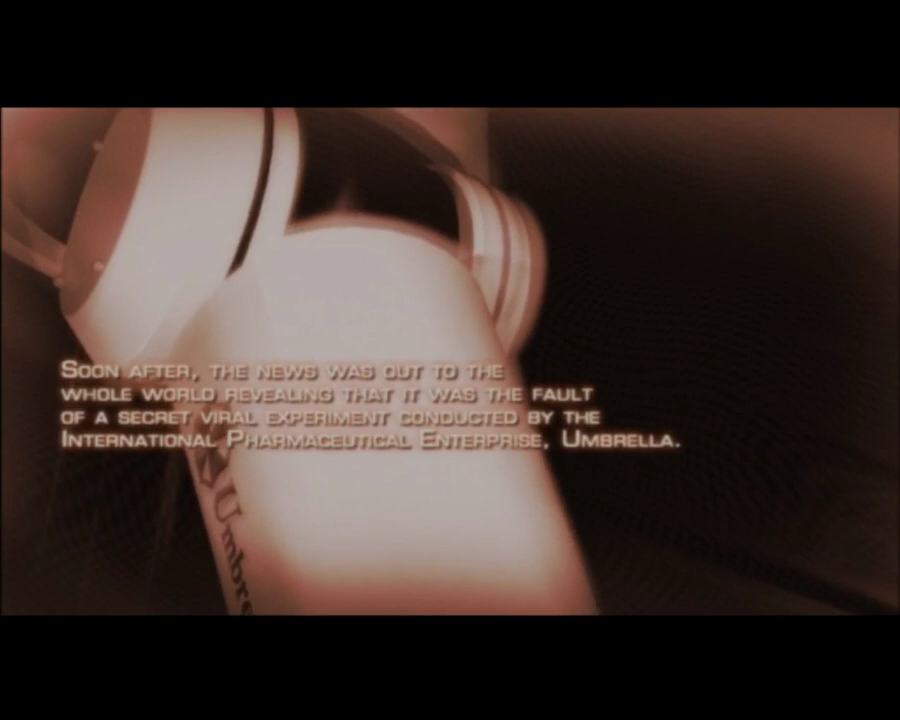 Soon after, the news was out to the
whole world revealing that it was the fault
of a secret viral experiment conducted by the
International Pharmaceutical Enterprise, Umbrella.
Umbre